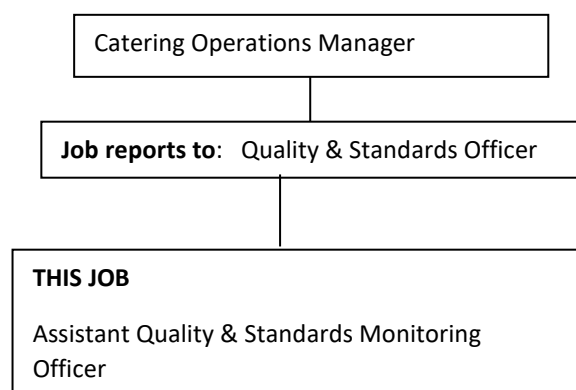 Catering Operations Manager
Job reports to: Quality & Standards Officer
THIS JOB
Assistant Quality & Standards Monitoring
Officer